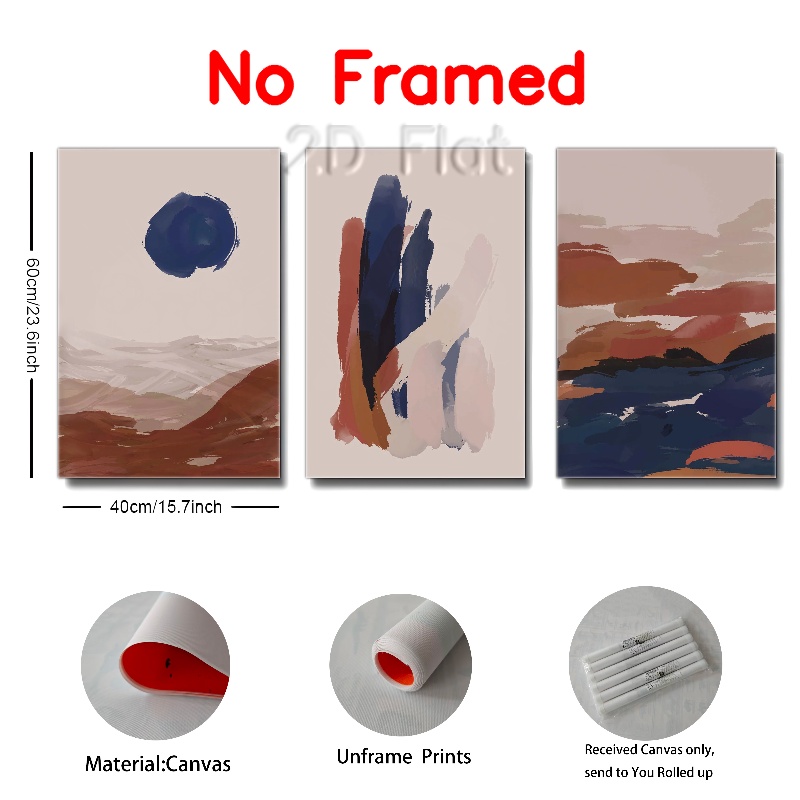 No Framed
2D Flat
60cm/23.6inch
40cm/15.7inch
Material:Canvas
Unframe Prints
Received Canvas only,
send to You Rolled up